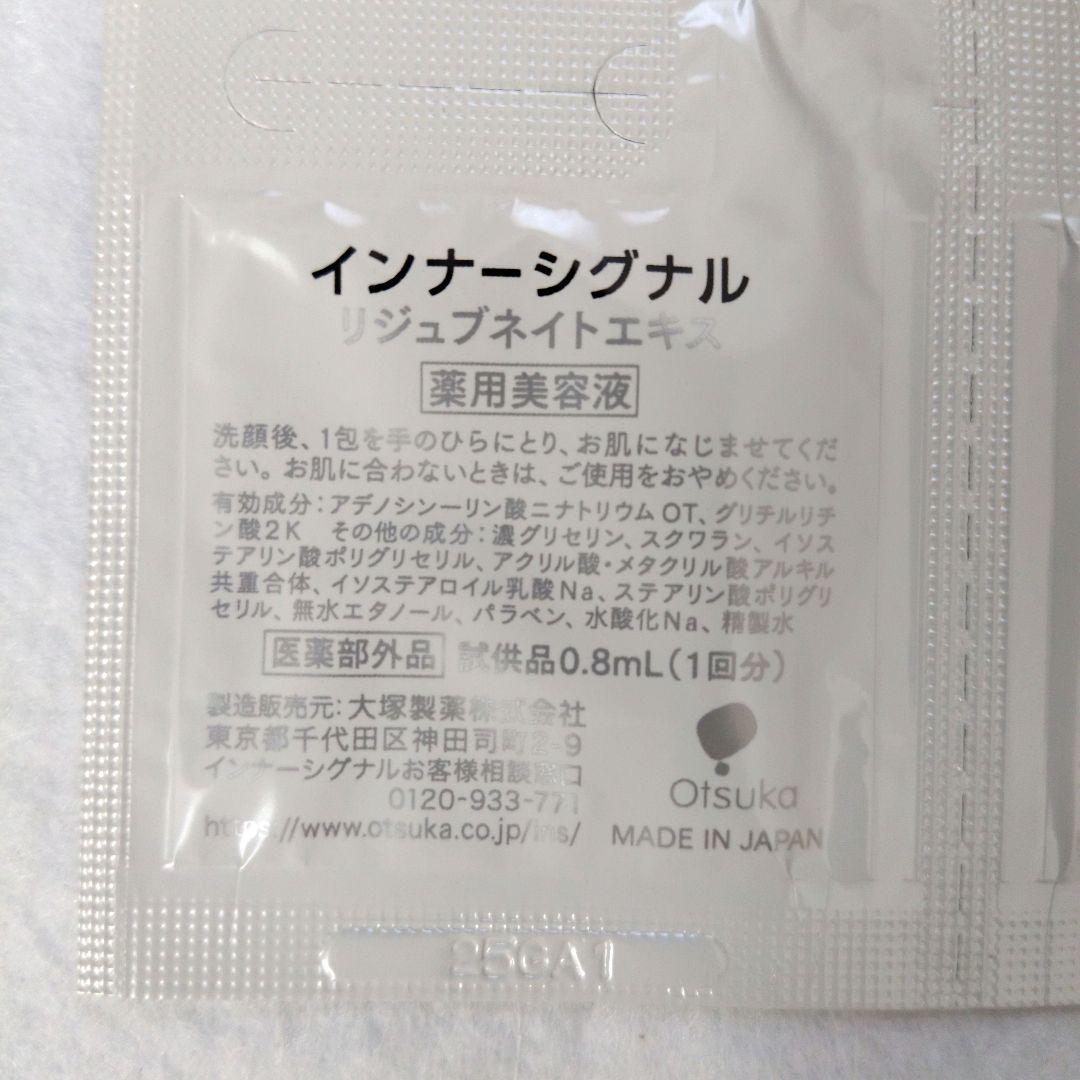 インナーシグナル
リジュブネイトエキス
薬用美容液
洗顔後、1包を手のひらにとり、お肌になじませてくだ
さい。お肌に合わないときは、ご使用をおやめください。
有効成分：アデノシン一リン酸ニナトリウムOT、グリチルリチ
ン酸2K その他の成分：濃グリセリン、スクワラン、イソス
テアリン酸ポリグリセリル、アクリル酸・メタクリル酸アルキル
共重合体、イソステアロイル乳酸Na、ステアリン酸ポリグリ
セリル、無水エタノール、パラベン、水酸化Na、精製水
医薬部外品 試供品0.8mL（1回分）
製造販売元：大塚製薬株式会社
東京都千代田区神田司町2-9
インナーシグナルお客様相談窓口
0120-933-771
https://www.otsuka.co.jp/ins/
Otsuka
MADE IN JAPAN
25GA1